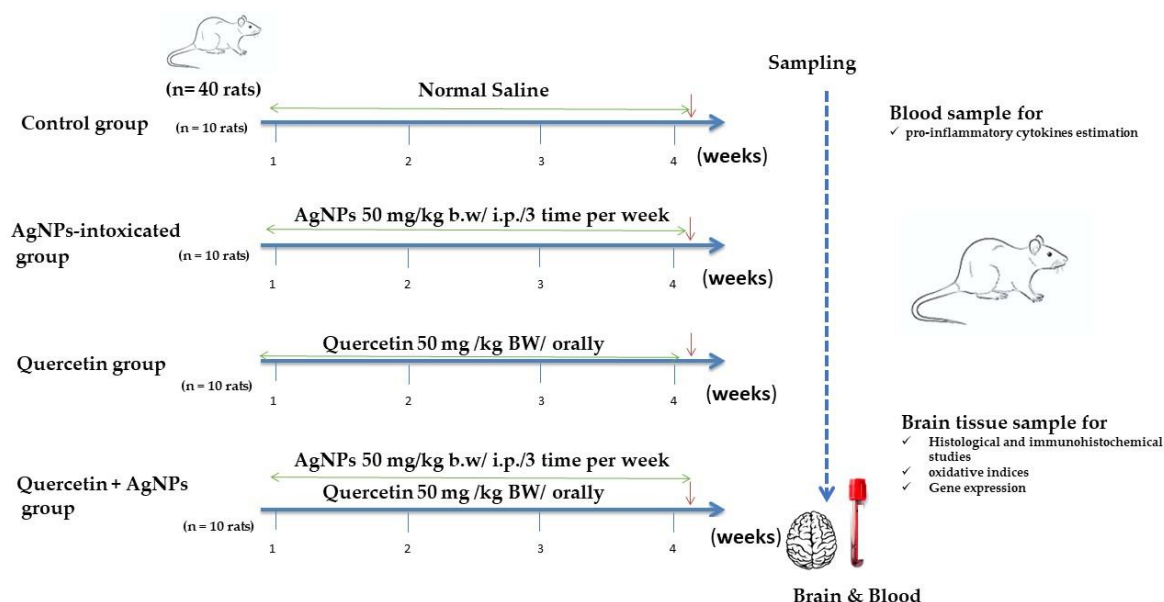 (n= 40 rats)
Sampling
Control group
(n = 10 rats)
Normal Saline
1 2 3 4
(weeks)
Blood sample for
✓ pro-inflammatory cytokines estimation
AgNPs-intoxicated
group
(n = 10 rats)
AgNPs 50 mg/kg b.w/ i.p./3 time per week
1 2 3 4
(weeks)
Quercetin group
(n = 10 rats)
Quercetin 50 mg /kg BW/ orally
1 2 3 4
(weeks)
Brain tissue sample for
✓ Histological and immunohistochemical
studies
✓ oxidative indices
✓ Gene expression
Quercetin + AgNPs
group
(n = 10 rats)
AgNPs 50 mg/kg b.w/ i.p./3 time per week
Quercetin 50 mg /kg BW/ orally
1 2 3 4
(weeks)
Brain & Blood